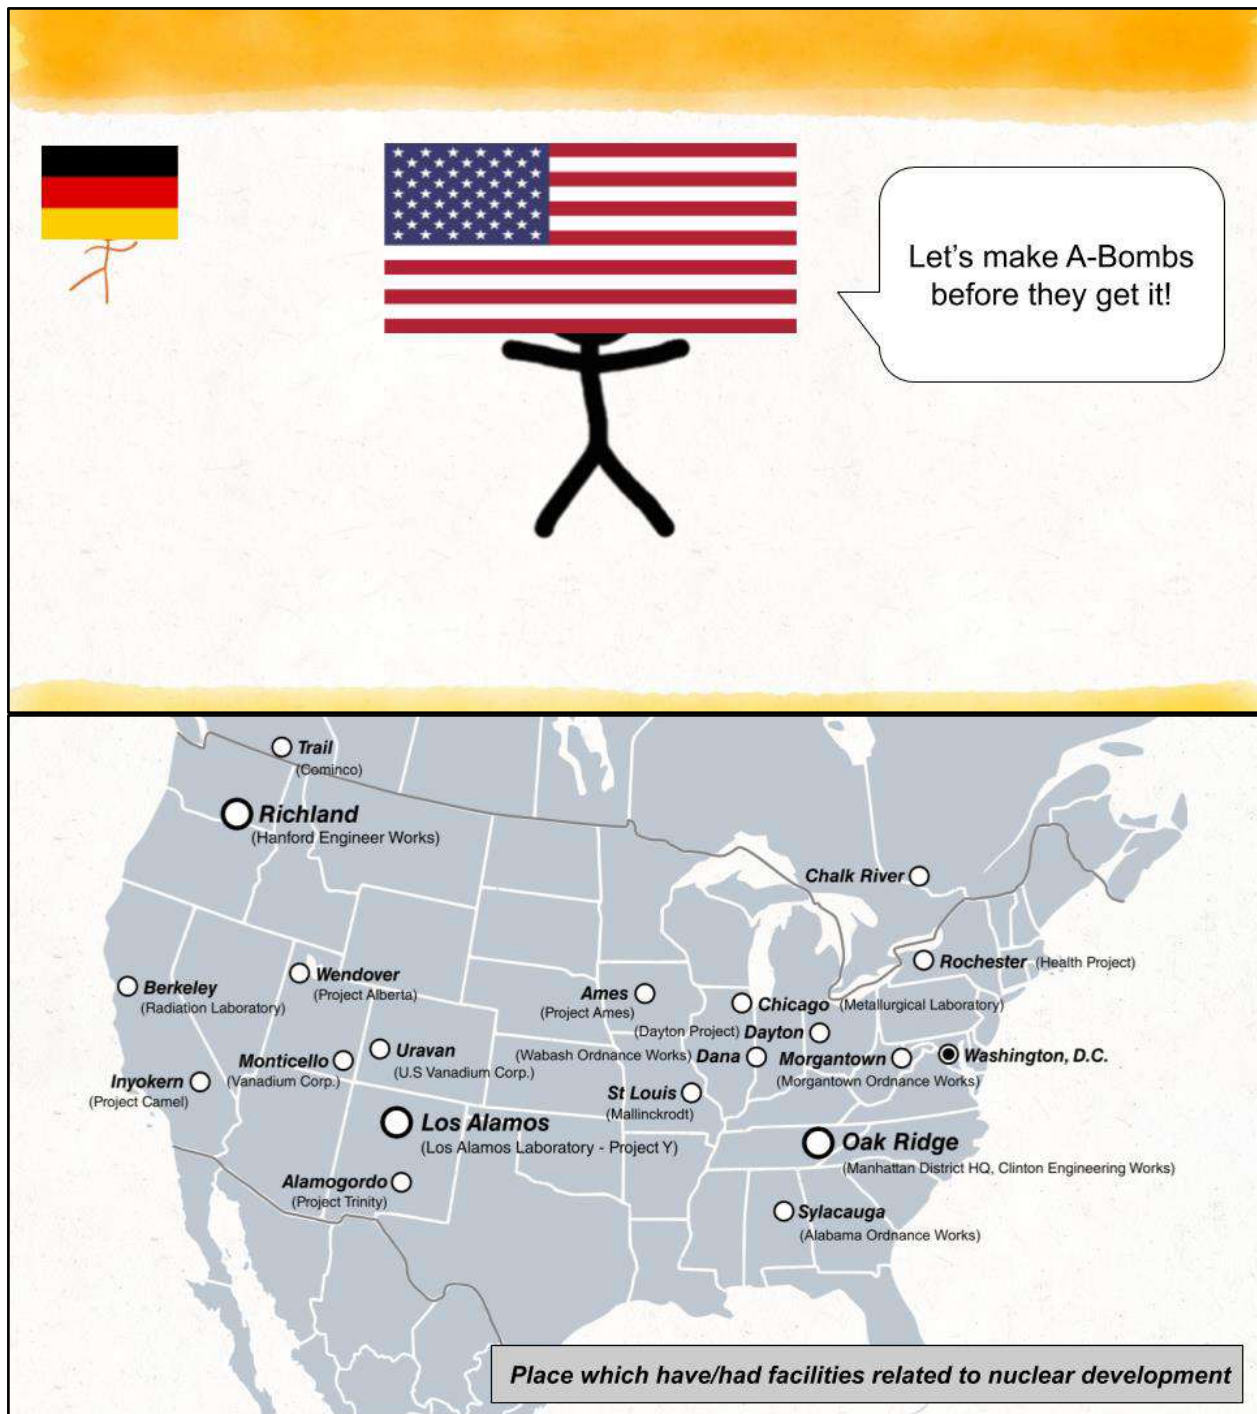 Let's make A-Bombs
before they get it!
Trail
(Cominco)
Richland
(Hanford Engineer Works)
Chalk River
Rochester (Health Project)
Berkeley
(Radiation Laboratory)
Wendover
(Project Alberta)
Ames
(Project Ames)
Chicago (Metallurgical Laboratory)
(Dayton Project) Dayton
Monticello
(Vanadium Corp.)
Uravan
(U.S Vanadium Corp.)
(Wabash Ordnance Works) Dana
Morgantown
(Morgantown Ordnance Works)
Washington, D.C.
Inyokern
(Project Camel)
St Louis
(Mallinckrodt)
Los Alamos
(Los Alamos Laboratory - Project Y)
Oak Ridge
(Manhattan District HQ, Clinton Engineering Works)
Alamogordo
(Project Trinity)
Sylacauga
(Alabama Ordnance Works)
Place which have/had facilities related to nuclear development